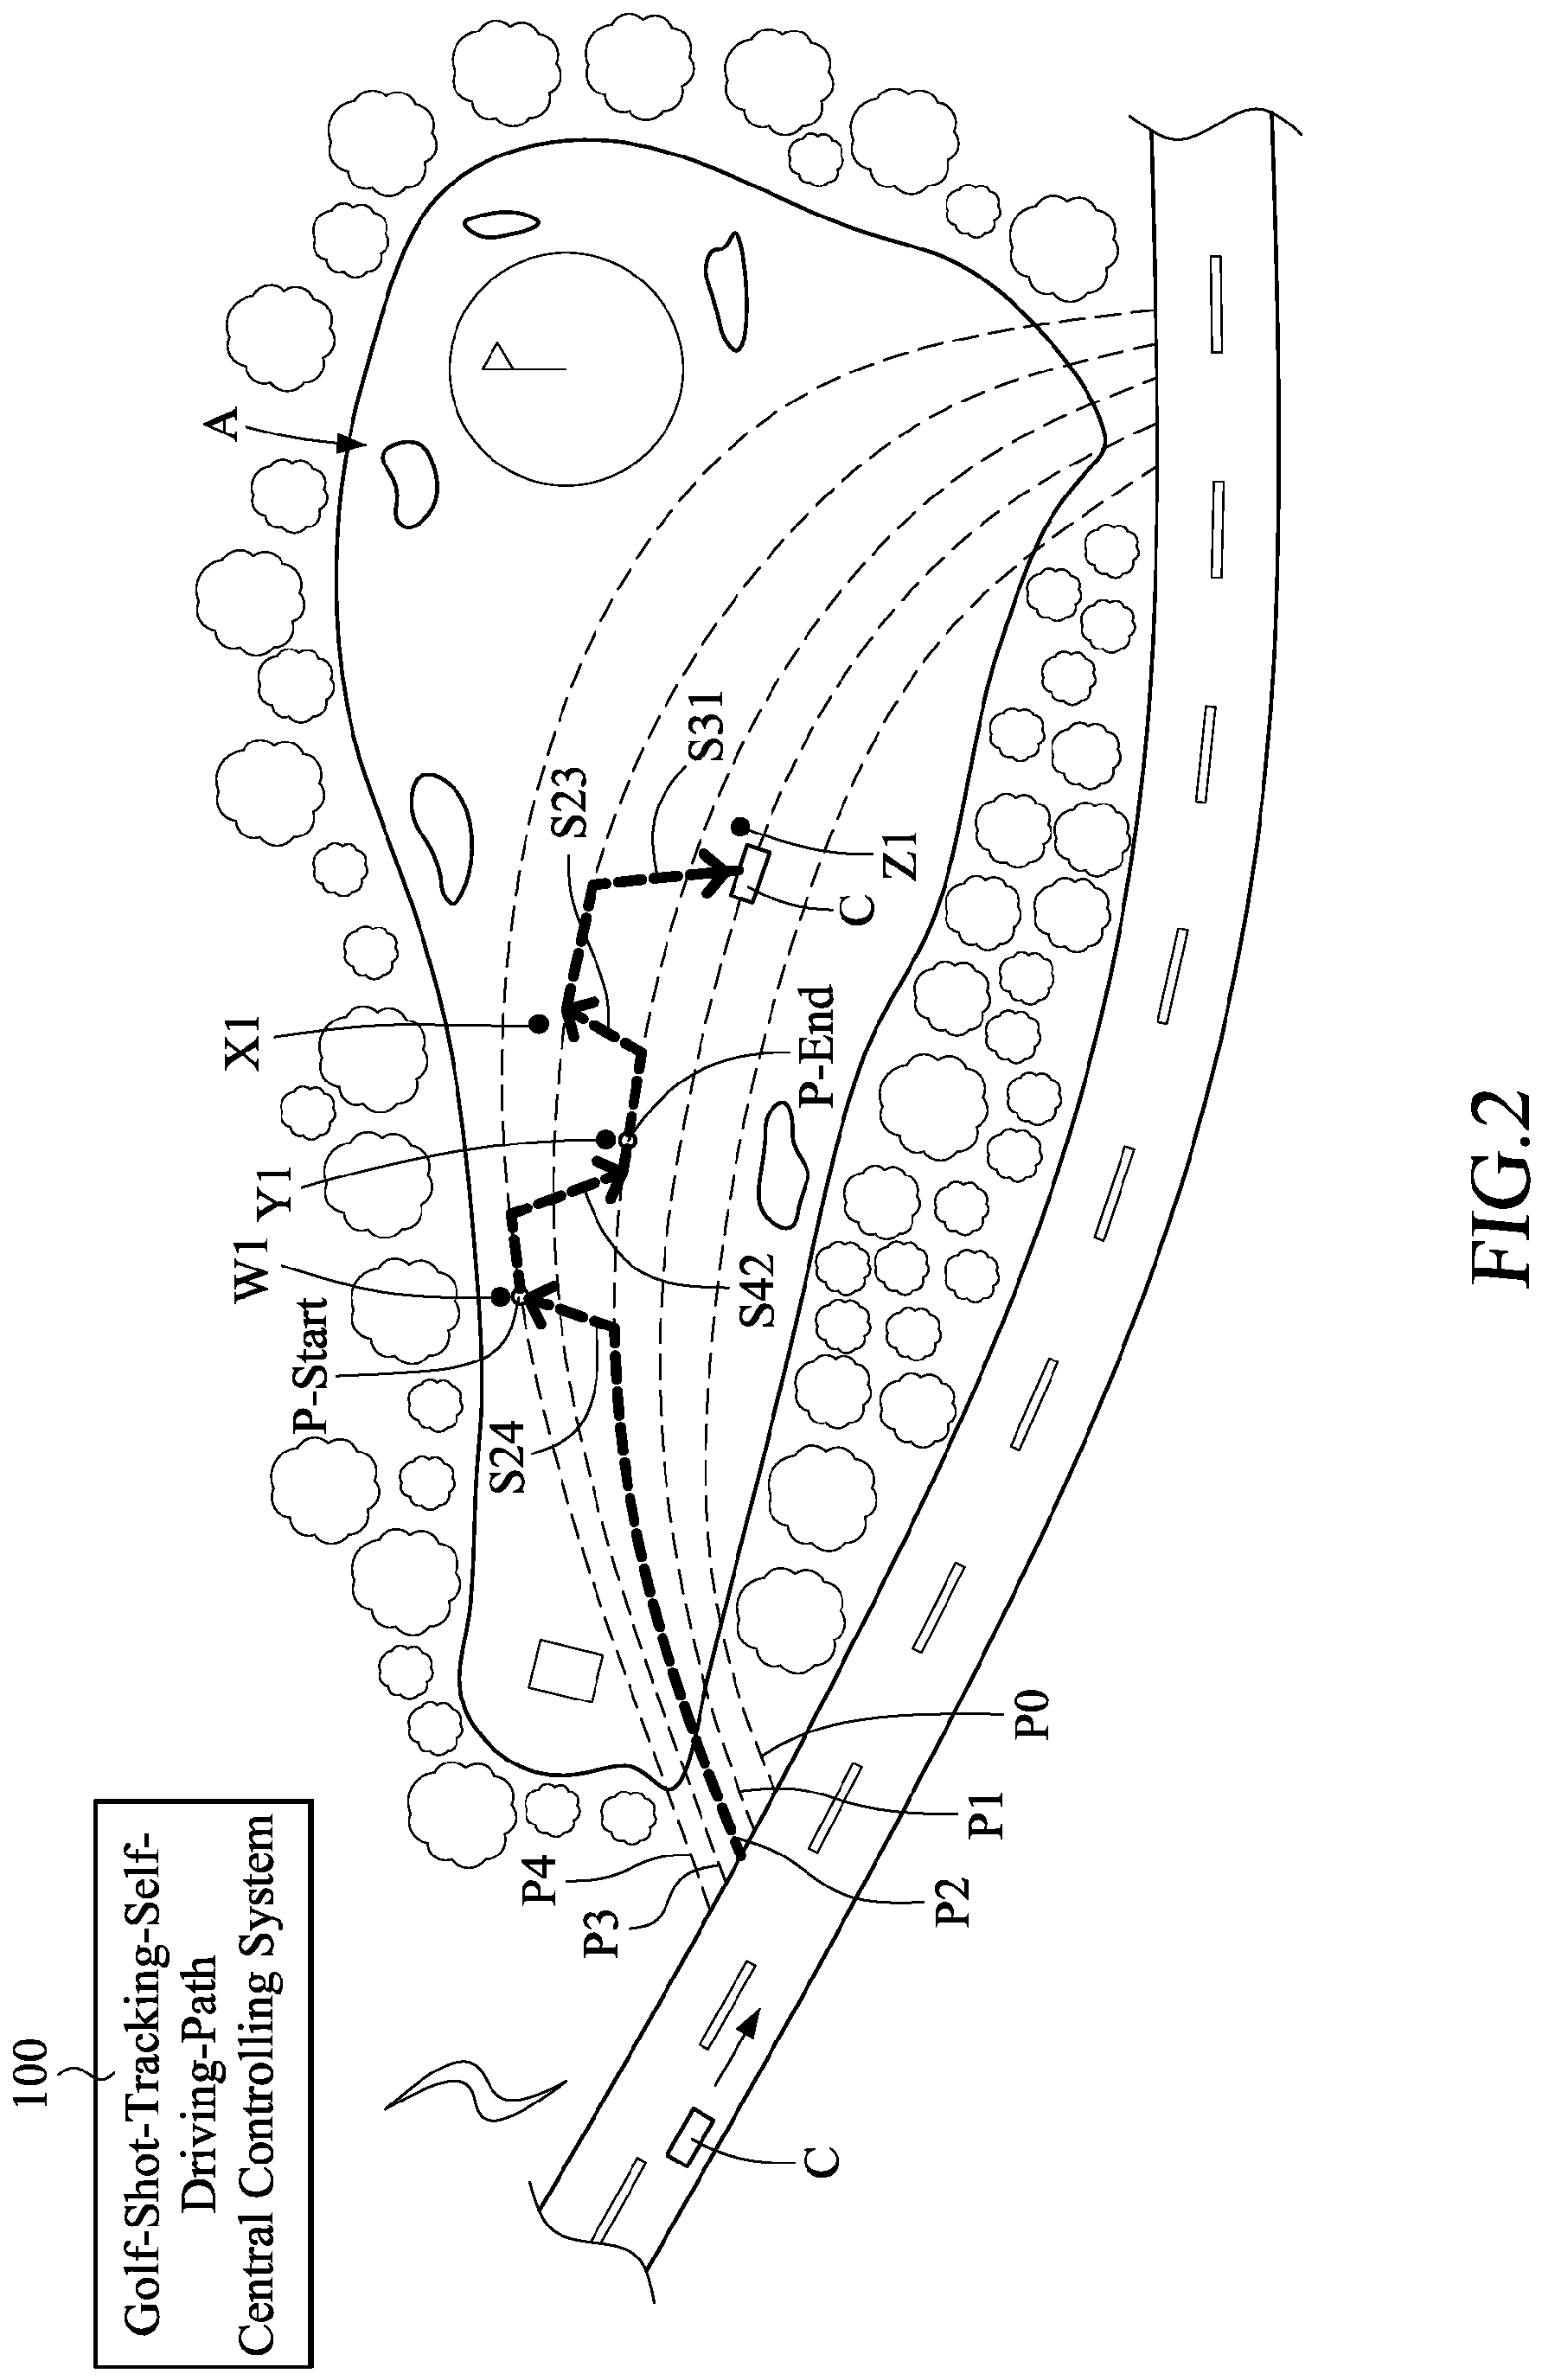 100
Golf-Shot-Tracking-Self-
Driving-Path
Central Controlling System
A
X1
Y1
W1
P-Start
S24
S23
S31
S42
Z1
C
P-End
P4
P3
P0
P1
P2
C
FIG.2